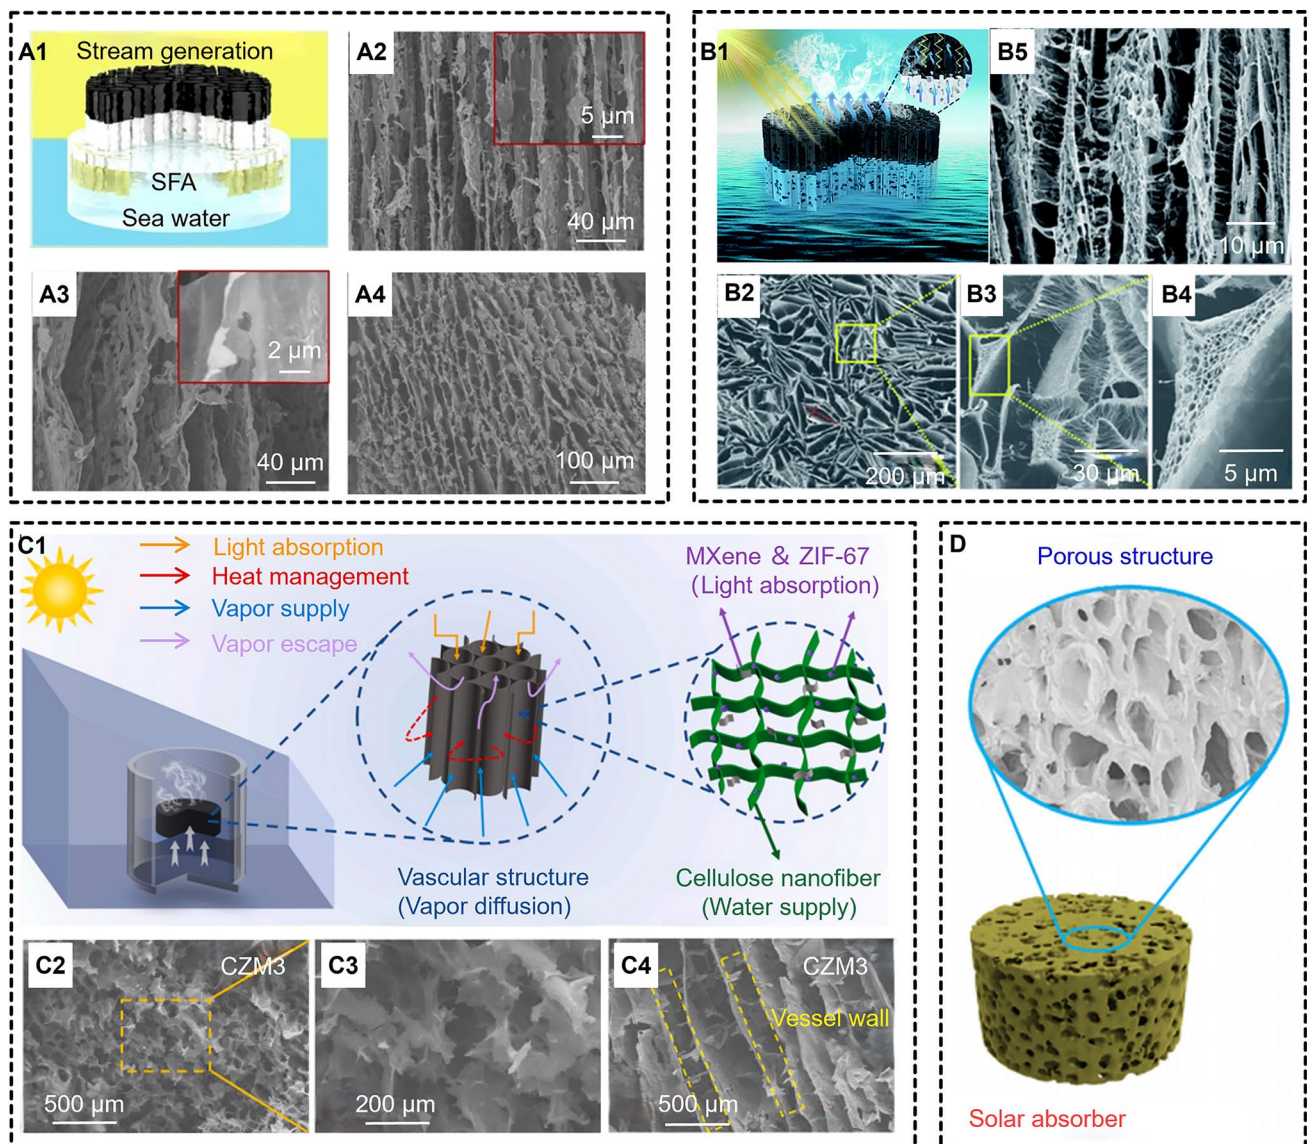 A1
Stream generation
SFA
Sea water
A2
5 μm
40 μm
A3
2 μm
40 μm
A4
100 μm
B1
B5
10 μm
B2
200 μm
B3
30 μm
B4
5 μm
C1
Light absorption
Heat management
Vapor supply
Vapor escape
MXene & ZIF-67
(Light absorption)
Vascular structure
(Vapor diffusion)
Cellulose nanofiber
(Water supply)
C2
CZM3
500 μm
C3
200 μm
C4
CZM3
Vessel wall
500 μm
D
Porous structure
Solar absorber